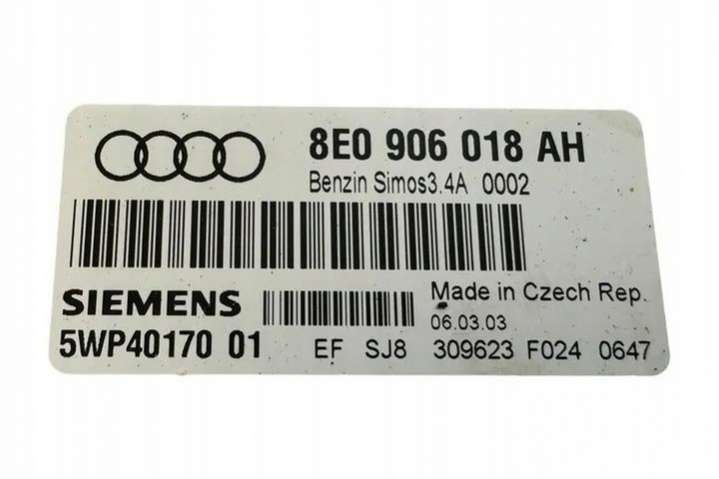 8E0 906 018 AH
Benzin Simos3.4A 0002
SIEMENS
Made in Czech Rep.
06.03.03
5WP40170 01
EF SJ8 309623 F024 0647